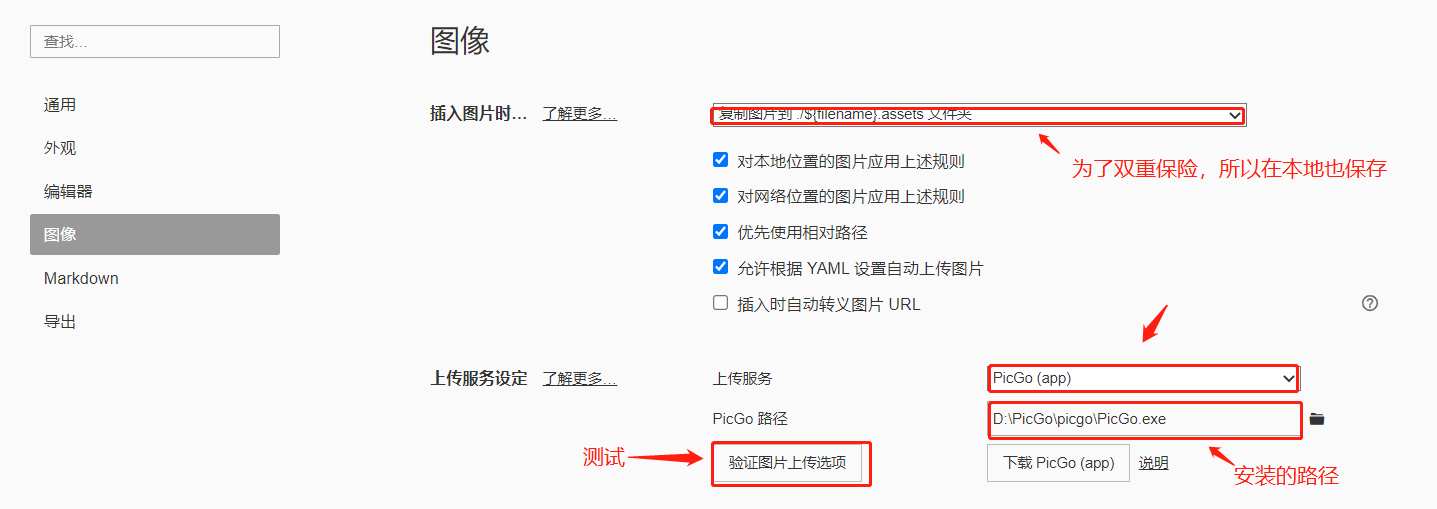 查找...
通用
外观
编辑器
图像
Markdown
导出
图像
插入图片时... 了解更多...
复制图片到 ./${filename}.assets 文件夹
为了双重保险，所以在本地也保存
对本地位置的图片应用上述规则
对网络位置的图片应用上述规则
优先使用相对路径
允许根据 YAML 设置自动上传图片
插入时自动转义图片 URL
上传服务设定 了解更多... 上传服务 PicGo (app)
PicGo 路径 D:\PicGo\picgo\PicGo.exe
测试 验证图片上传选项 下载 PicGo (app) 说明
安装的路径